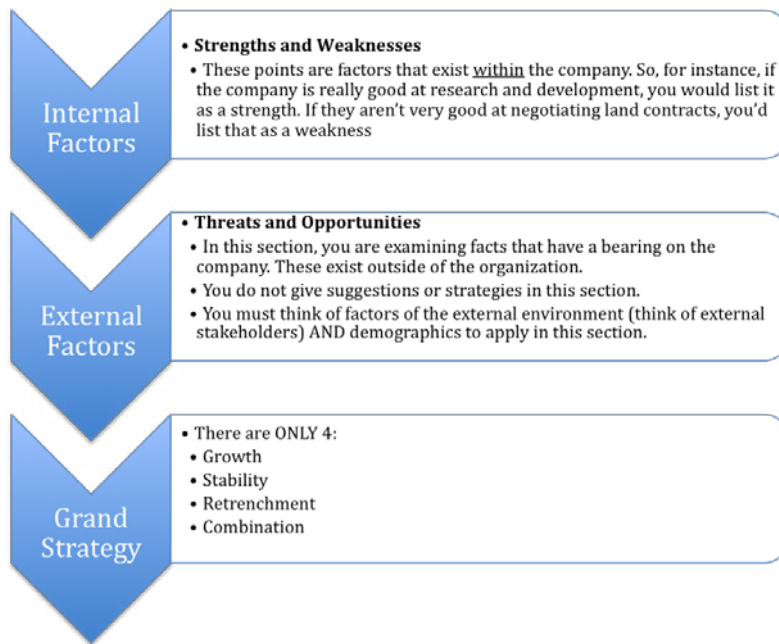 Internal
Factors
• Strengths and Weaknesses
• These points are factors that exist within the company. So, for instance, if
the company is really good at research and development, you would list it
as a strength. If they aren't very good at negotiating land contracts, you'd
list that as a weakness
External
Factors
• Threats and Opportunities
• In this section, you are examining facts that have a bearing on the
company. These exist outside of the organization.
• You do not give suggestions or strategies in this section.
• You must think of factors of the external environment (think of external
stakeholders) AND demographics to apply in this section.
Grand
Strategy
• There are ONLY 4:
• Growth
• Stability
• Retrenchment
• Combination